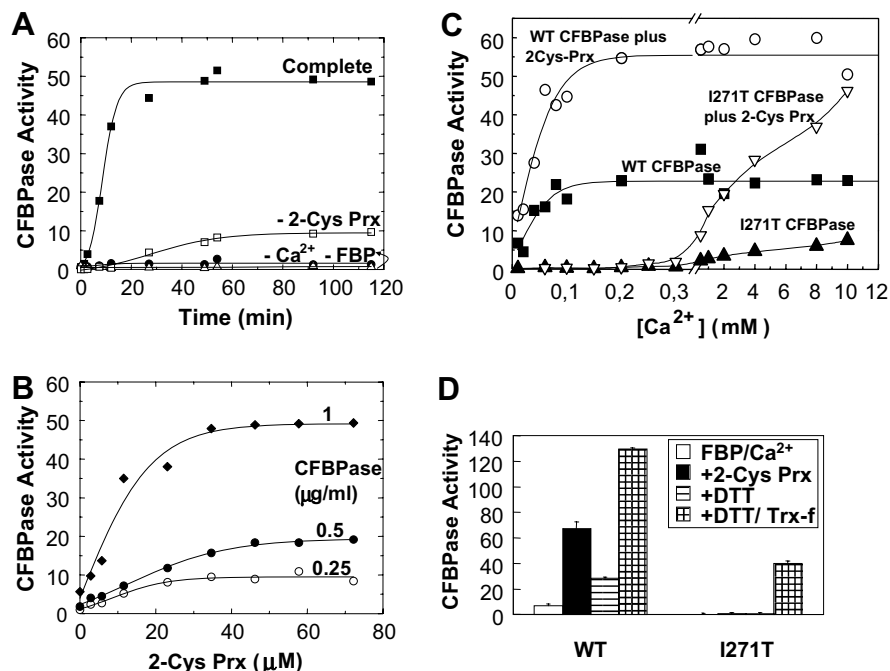 A
CFBPase Activity
60
50
40
30
20
10
0
Complete
- 2-Cys Prx
- Ca²⁺ - FBP
0 20 40 60 80 100 120
Time (min)
B
CFBPase Activity
60
50
40
30
20
10
0
1
CFBPase
(µg/ml)
0.5
0.25
0 20 40 60 80
2-Cys Prx (µM)
C
CFBPase Activity
60
50
40
30
20
10
0
WT CFBPase plus
2Cys-Prx
I271T CFBPase
plus 2-Cys Prx
WT CFBPase
I271T CFBPase
0 0,1 0,2 0,3 2 4 6 8 10 12
[Ca²⁺] (mM)
D
CFBPase Activity
140
120
100
80
60
40
20
0
FBP/Ca²⁺
+2-Cys Prx
+DTT
+DTT/ Trx-f
WT I271T